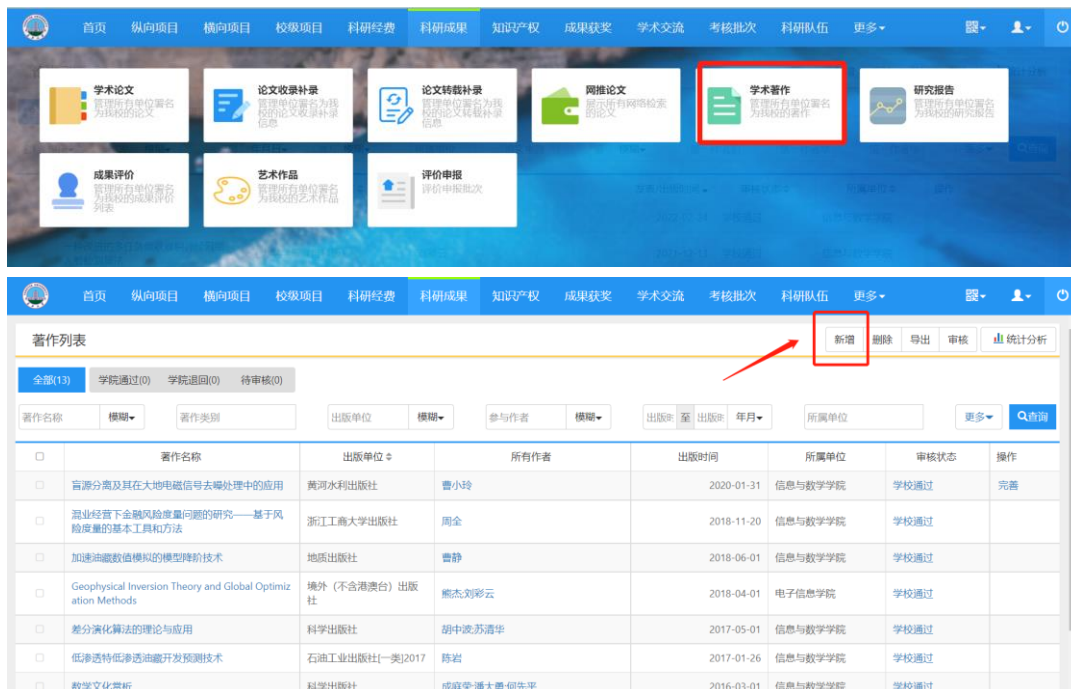 首页 纵向项目 横向项目 校级项目 科研经费 科研成果 知识产权 成果获奖 学术交流 考核批次 科研队伍 更多
学术论文
管理所有单位署名
为我校的论文
论文收录补录
管理单位署名为我
校的论文收录补录
信息
论文转载补录
管理单位署名为我
校的论文转载补录
信息
网推论文
展示所有网络检索
的论文
学术著作
管理所有单位署名
为我校的著作
研究报告
管理所有单位署名
为我校的研究报告
成果评价
管理所有单位署名
为我校的成果评价
列表
艺术作品
管理所有单位署名
为我校的艺术作品
评价申报
评价申报批次
首页 纵向项目 横向项目 校级项目 科研经费 科研成果 知识产权 成果获奖 学术交流 考核批次 科研队伍 更多
著作列表 新增 删除 导出 审核 统计分析
全部(13) 学院通过(0) 学院退回(0) 待审核(0)
著作名称 模糊 著作类别 出版单位 模糊 参与作者 模糊 出版 至 出版 年月 所属单位 更多 查询
著作名称 出版单位 所有作者 出版时间 所属单位 审核状态 操作
盲源分离及其在大地电磁信号去噪处理中的应用 黄河水利出版社 曹小玲 2020-01-31 信息与数学学院 学校通过 完善
混业经营下金融风险度量问题的研究——基于风
险度量的基本工具和方法 浙江工商大学出版社 周全 2018-11-20 信息与数学学院 学校通过
加速油藏数值模拟的模型降阶技术 地质出版社 曹静 2018-06-01 信息与数学学院 学校通过
Geophysical Inversion Theory and Global Optimiz
ation Methods 境外（不含港澳台）出版
社 熊杰;刘彩云 2018-04-01 电子信息学院 学校通过
差分演化算法的理论与应用 科学出版社 胡中波;苏清华 2017-05-01 信息与数学学院 学校通过
低渗透特低渗透油藏开发预测技术 石油工业出版社[一类]2017 陈岩 2017-01-26 信息与数学学院 学校通过
数学文化赏析 科学出版社 2016-03-01 信息与数学学院 学校通过